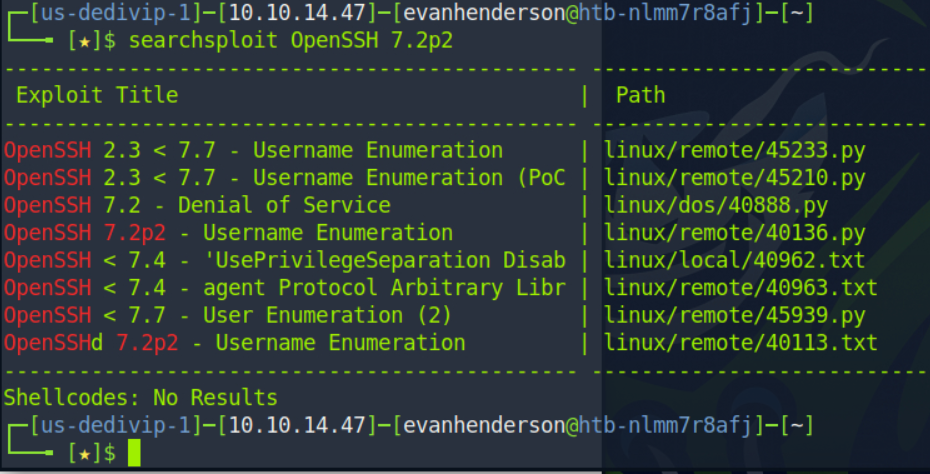 ┌─[us-dedivip-1]─[10.10.14.47]─[evanhenderson@htb-nlmm7r8afj]─[~]
└──╼ [★]$ searchsploit OpenSSH 7.2p2
---------------------------------------------- ---------------------------
Exploit Title | Path
---------------------------------------------- ---------------------------
OpenSSH 2.3 < 7.7 - Username Enumeration | linux/remote/45233.py
OpenSSH 2.3 < 7.7 - Username Enumeration (PoC | linux/remote/45210.py
OpenSSH 7.2 - Denial of Service | linux/dos/40888.py
OpenSSH 7.2p2 - Username Enumeration | linux/remote/40136.py
OpenSSH < 7.4 - 'UsePrivilegeSeparation Disab | linux/local/40962.txt
OpenSSH < 7.4 - agent Protocol Arbitrary Libr | linux/remote/40963.txt
OpenSSH < 7.7 - User Enumeration (2) | linux/remote/45939.py
OpenSSHd 7.2p2 - Username Enumeration | linux/remote/40113.txt
---------------------------------------------- ---------------------------
Shellcodes: No Results
┌─[us-dedivip-1]─[10.10.14.47]─[evanhenderson@htb-nlmm7r8afj]─[~]
└──╼ [★]$